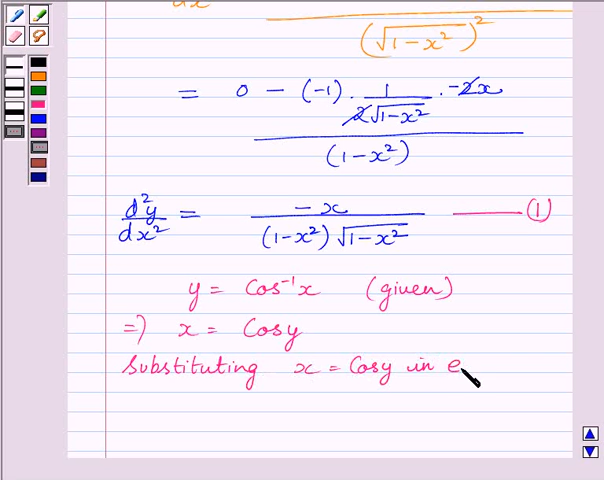 dx
(√1-x²)²
= 0 - (-1) · 1/2√1-x² · -2x
(1-x²)
d²y/dx² = -x/(1-x²)√1-x² ——— (1)
y = Cos⁻¹x (given)
=) x = Cosy
Substituting x = Cosy in e